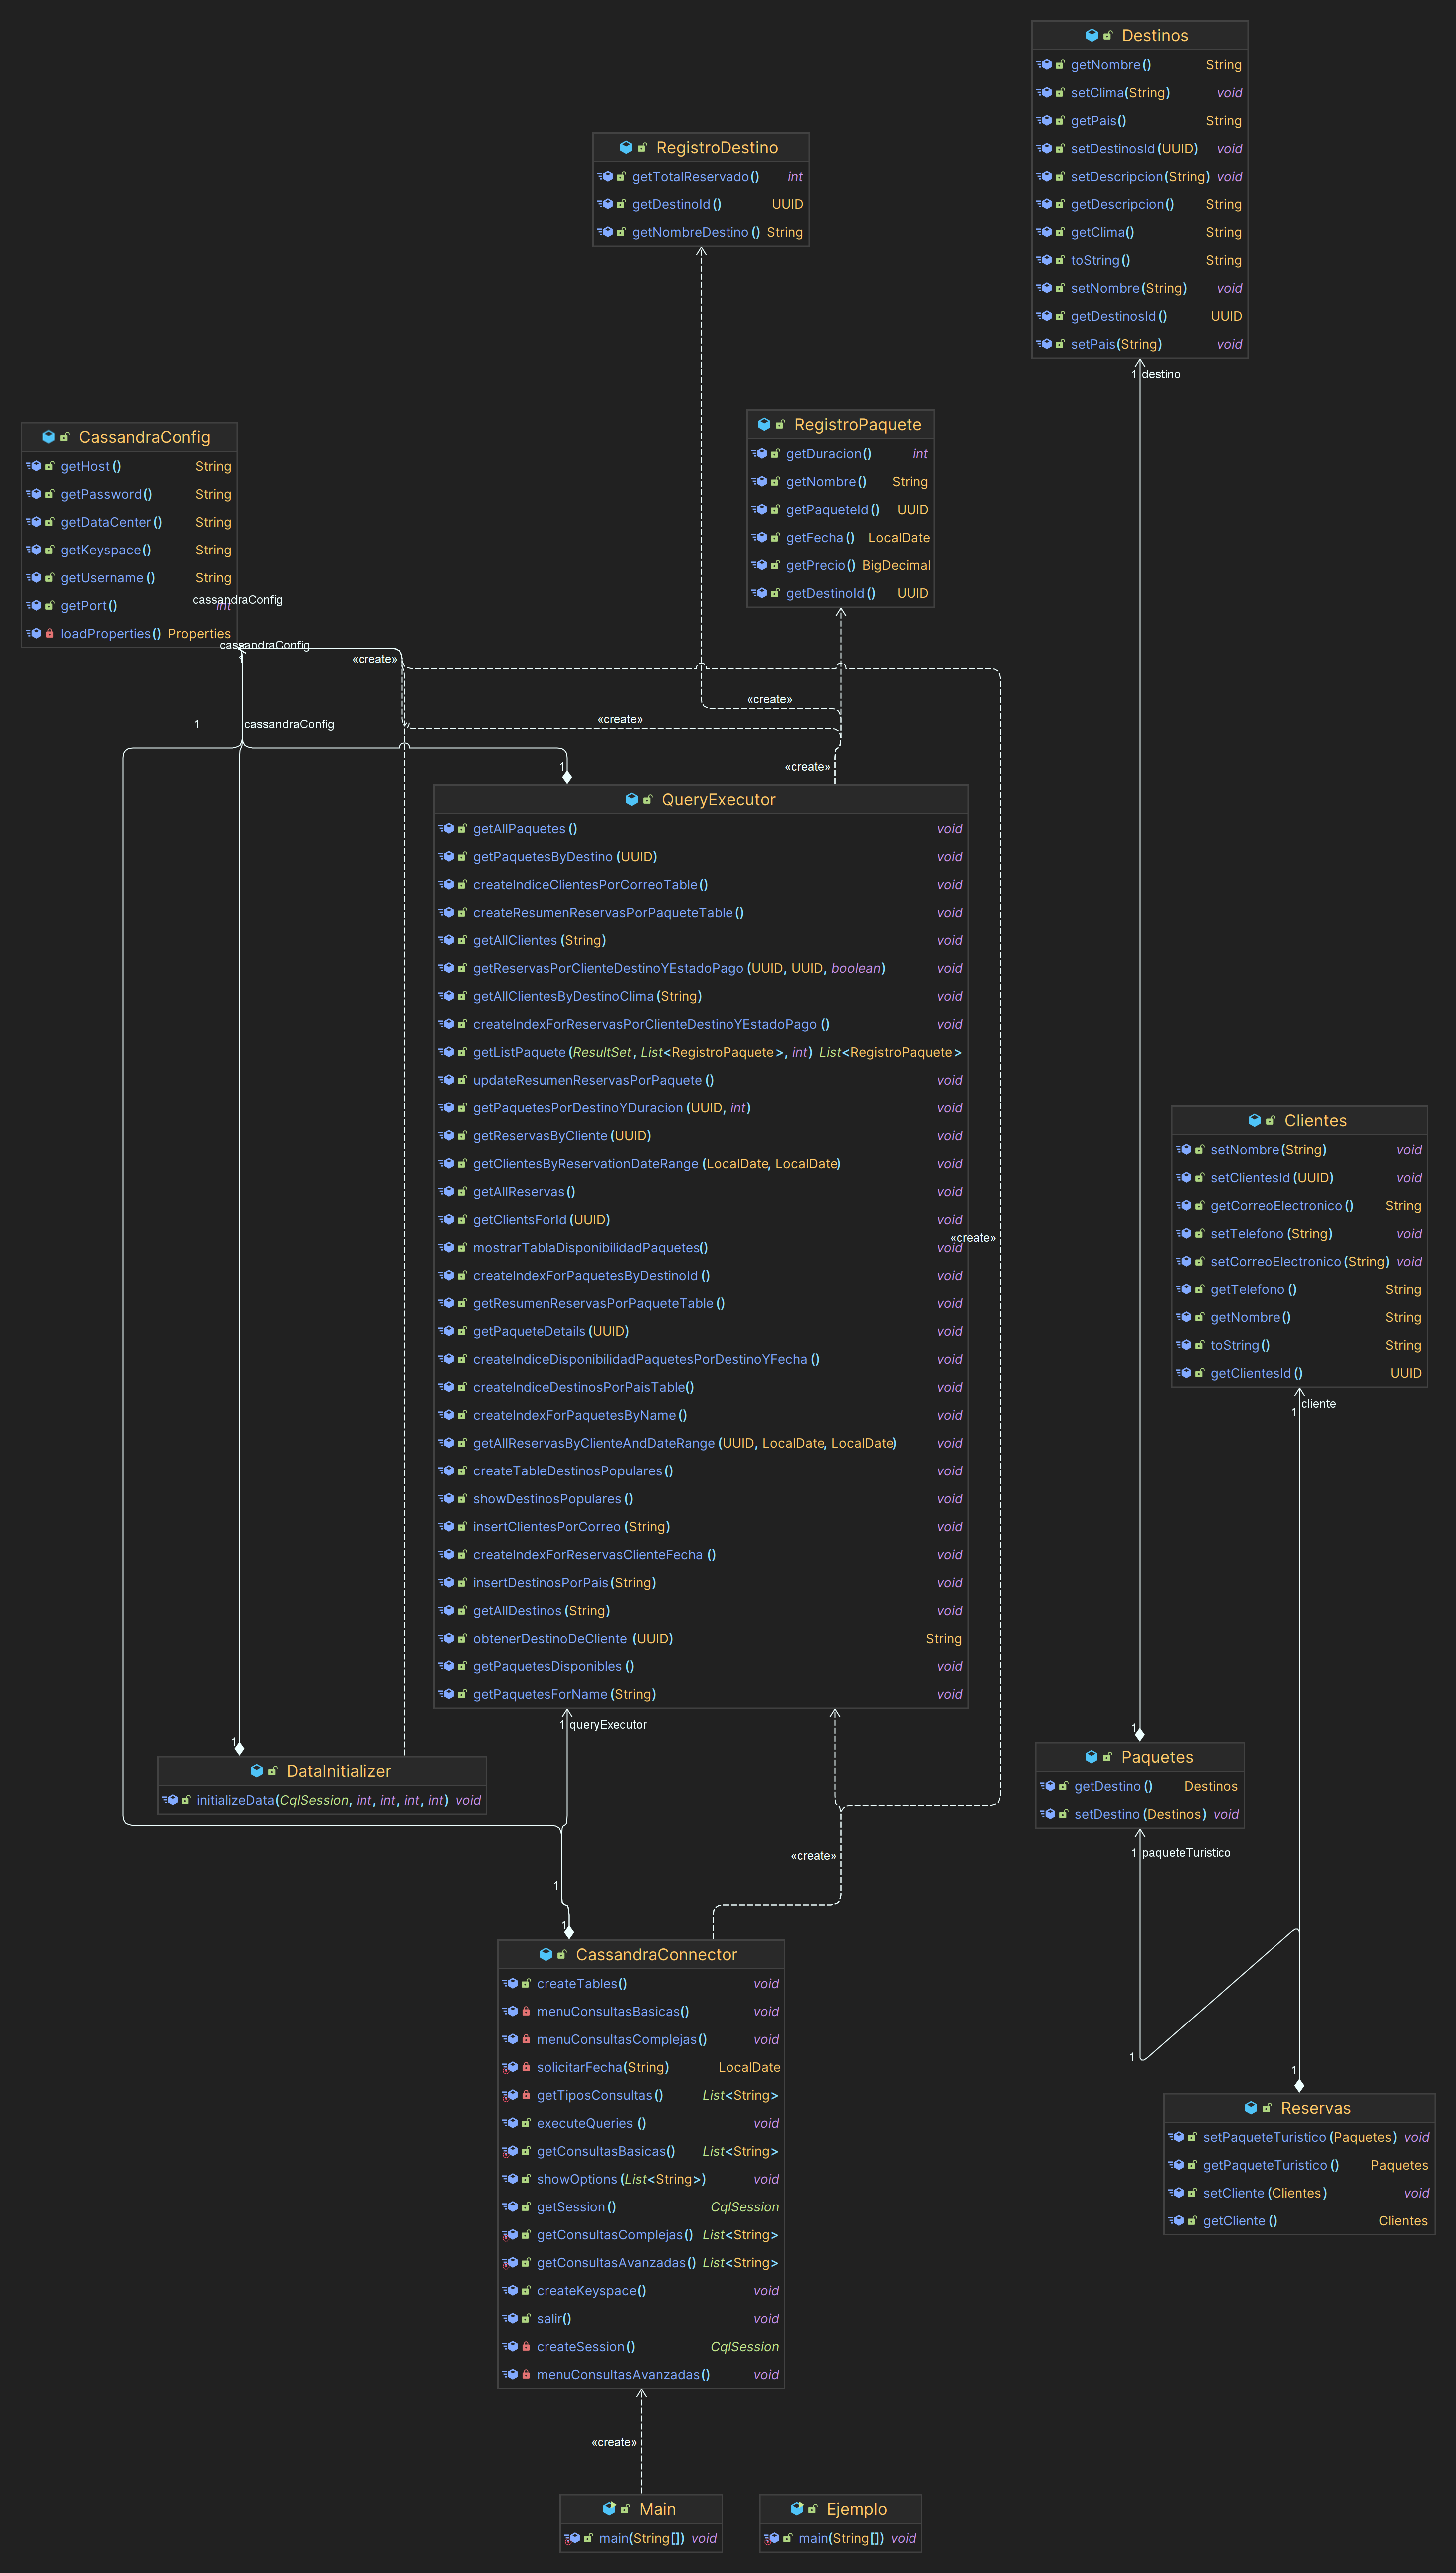 Destinos
getNombre() String
setClima(String) void
getPais() String
setDestinosId(UUID) void
setDescripcion(String) void
getDescripcion() String
getClima() String
toString() String
setNombre(String) void
getDestinosId() UUID
setPais(String) void
1 destino
RegistroDestino
getTotalReservado() int
getDestinoId() UUID
getNombreDestino() String
RegistroPaquete
getDuracion() int
getNombre() String
getPaqueteId() UUID
getFecha() LocalDate
getPrecio() BigDecimal
getDestinoId() UUID
CassandraConfig
getHost() String
getPassword() String
getDataCenter() String
getKeyspace() String
getUsername() String
getPort() int
loadProperties() Properties
cassandraConfig
cassandraConfig
1
«create»
«create»
«create»
1 cassandraConfig
«create»
1
QueryExecutor
getAllPaquetes() void
getPaquetesByDestino(UUID) void
createIndiceClientesPorCorreoTable() void
createResumenReservasPorPaqueteTable() void
getAllClientes(String) void
getReservasPorClienteDestinoYEstadoPago(UUID, UUID, boolean) void
getAllClientesByDestinoClima(String) void
createIndexForReservasPorClienteDestinoYEstadoPago() void
getListPaquete(ResultSet, List<RegistroPaquete>, int) List<RegistroPaquete>
updateResumenReservasPorPaquete() void
getPaquetesPorDestinoYDuracion(UUID, int) void
getReservasByCliente(UUID) void
getClientesByReservationDateRange(LocalDate, LocalDate) void
getAllReservas() void
getClientsForId(UUID) void
mostrarTablaDisponibilidadPaquetes() void
createIndexForPaquetesByDestinoId() void
getResumenReservasPorPaqueteTable() void
getPaqueteDetails(UUID) void
createIndiceDisponibilidadPaquetesPorDestinoYFecha() void
createIndiceDestinosPorPaisTable() void
createIndexForPaquetesByName() void
getAllReservasByClienteAndDateRange(UUID, LocalDate, LocalDate) void
createTableDestinosPopulares() void
showDestinosPopulares() void
insertClientesPorCorreo(String) void
createIndexForReservasClienteFecha() void
insertDestinosPorPais(String) void
getAllDestinos(String) void
obtenerDestinoDeCliente(UUID) String
getPaquetesDisponibles() void
getPaquetesForName(String) void
«create»
Clientes
setNombre(String) void
setClientesId(UUID) void
getCorreoElectronico() String
setTelefono(String) void
setCorreoElectronico(String) void
getTelefono() String
getNombre() String
toString() String
getClientesId() UUID
cliente
1
1 queryExecutor
1
DataInitializer
initializeData(CqlSession, int, int, int, int) void
1
Paquetes
getDestino() Destinos
setDestino(Destinos) void
1 paqueteTuristico
«create»
1
1
CassandraConnector
createTables() void
menuConsultasBasicas() void
menuConsultasComplejas() void
solicitarFecha(String) LocalDate
getTiposConsultas() List<String>
executeQueries() void
getConsultasBasicas() List<String>
showOptions(List<String>) void
getSession() CqlSession
getConsultasComplejas() List<String>
getConsultasAvanzadas() List<String>
createKeyspace() void
salir() void
createSession() CqlSession
menuConsultasAvanzadas() void
1
1
Reservas
setPaqueteTuristico(Paquetes) void
getPaqueteTuristico() Paquetes
setCliente(Clientes) void
getCliente() Clientes
«create»
Main
main(String[]) void
Ejemplo
main(String[]) void